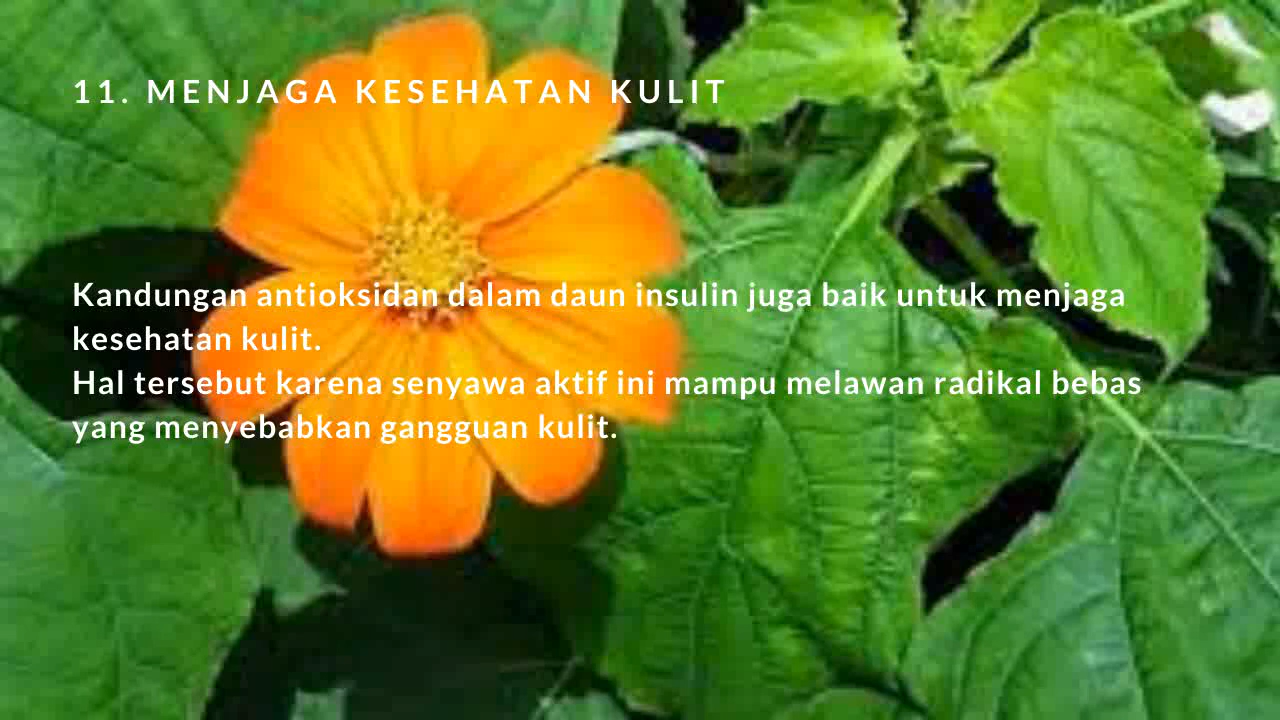 11. MENJAGA KESEHATAN KULIT
Kandungan antioksidan dalam daun insulin juga baik untuk menjaga
kesehatan kulit.
Hal tersebut karena senyawa aktif ini mampu melawan radikal bebas
yang menyebabkan gangguan kulit.